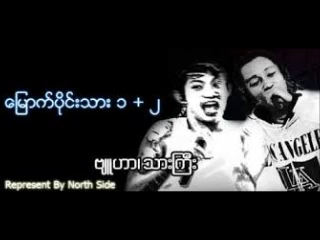 မြောက်ပိုင်းသား ၁ + ၂
ဗျူဟာ၊သားကြီး
Represent By North Side